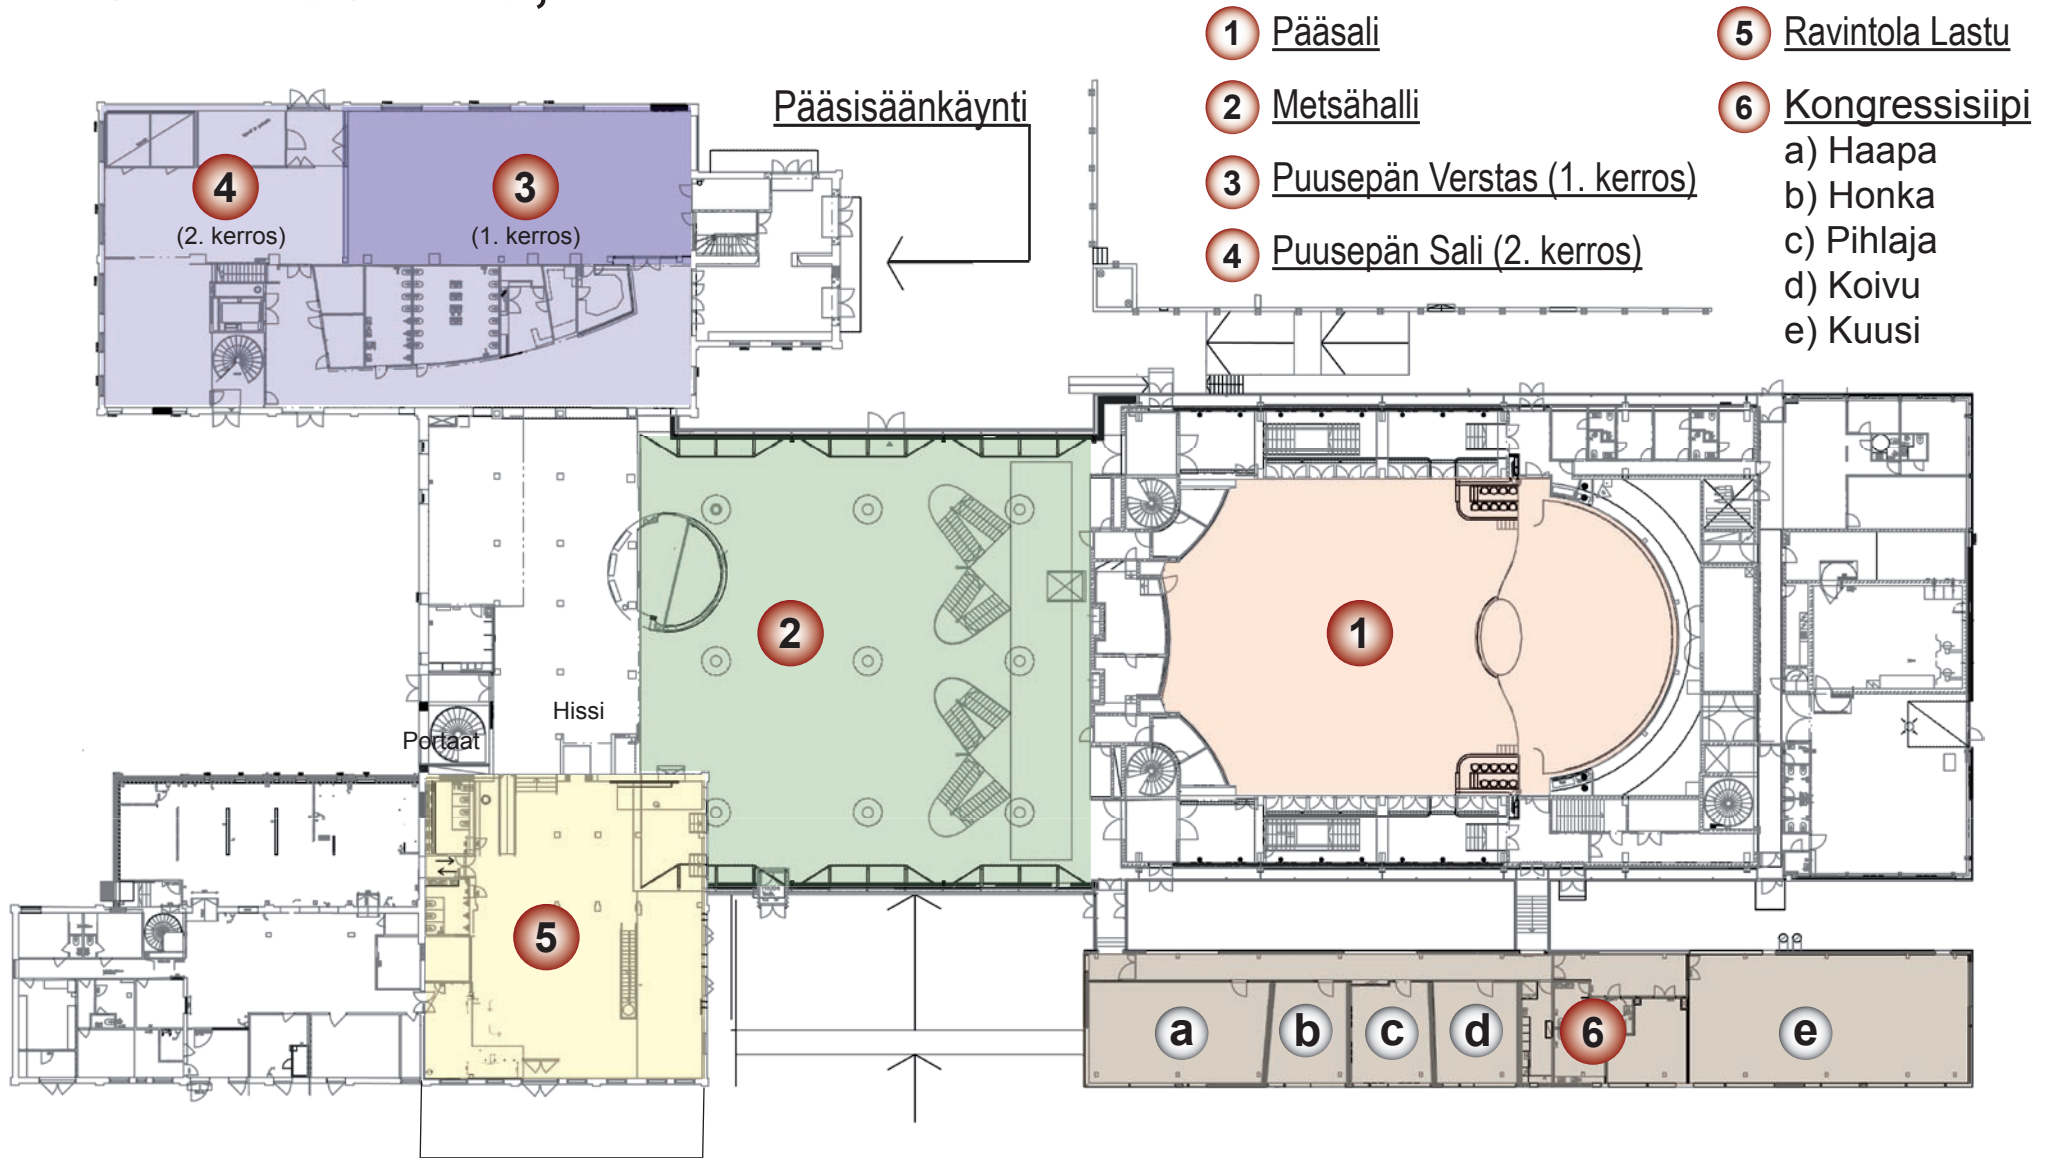 1 Pääsali
2 Metsähalli
3 Puusepän Verstas (1. kerros)
4 Puusepän Sali (2. kerros)
5 Ravintola Lastu
6 Kongressisiipi
a) Haapa
b) Honka
c) Pihlaja
d) Koivu
e) Kuusi
Pääsisäänkäynti
4
(2. kerros)
3
(1. kerros)
2
1
Hissi
Portaat
5
a
b
c
d
6
e